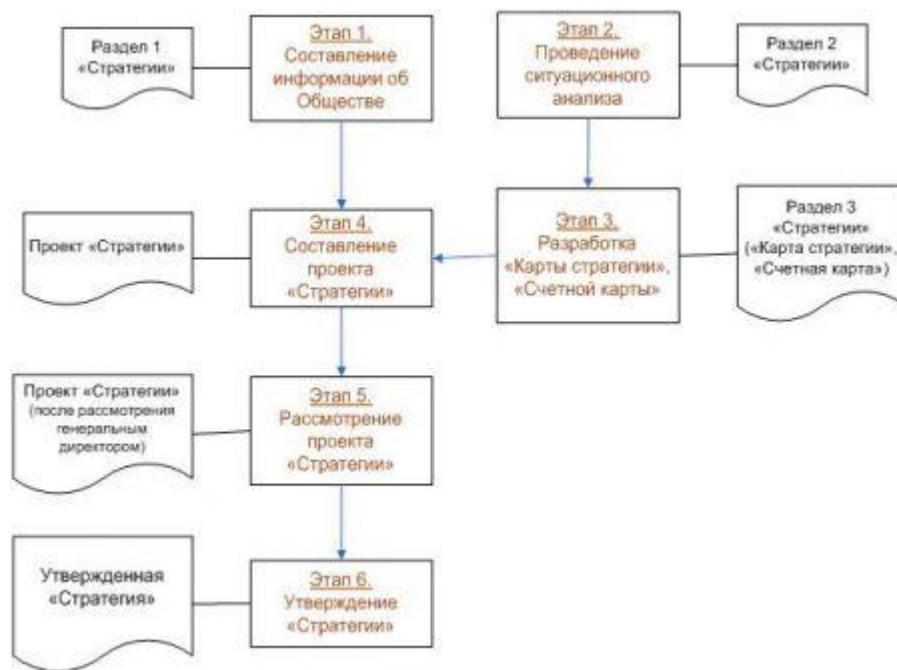 Раздел 1
«Стратегии»
Этап 1.
Составление
информации об
Обществе
Этап 2.
Проведение
ситуационного
анализа
Раздел 2
«Стратегии»
Проект «Стратегии»
Этап 4.
Составление
проекта
«Стратегии»
Этап 3.
Разработка
«Карты стратегии»,
«Счетной карты»
Раздел 3
«Стратегии»
(«Карта стратегии»,
«Счетная карта»)
Проект «Стратегии»
(после рассмотрения
генеральным
директором)
Этап 5.
Рассмотрение
проекта
«Стратегии»
Утвержденная
«Стратегия»
Этап 6.
Утверждение
«Стратегии»